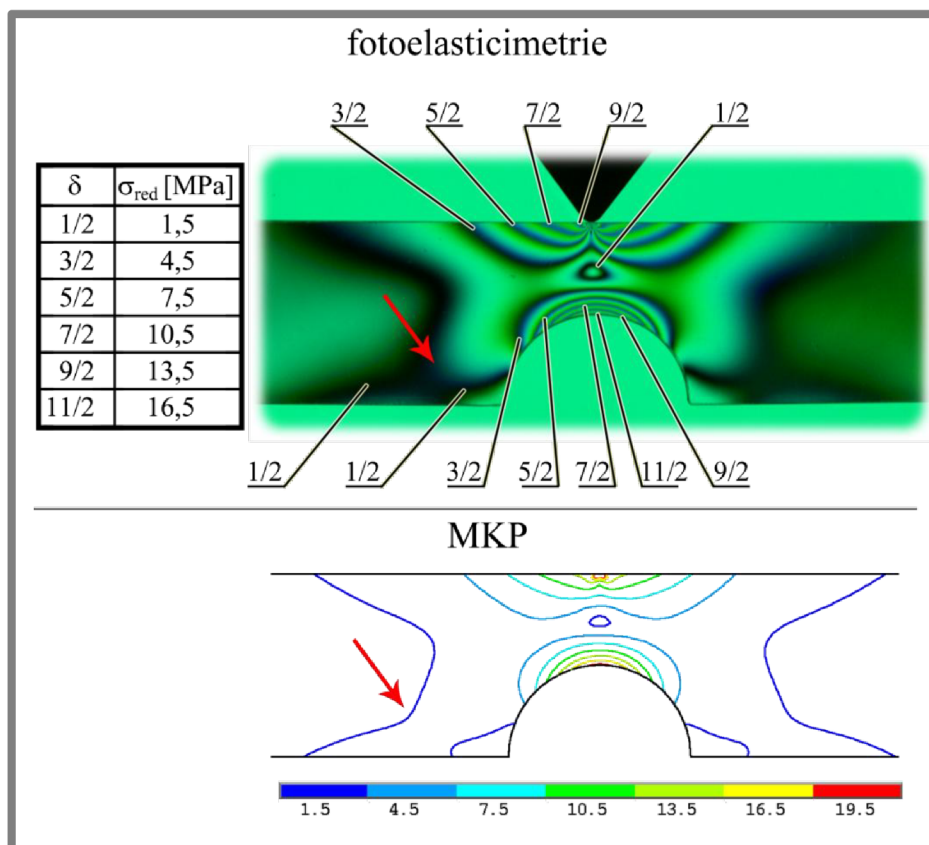 fotoelasticimetrie
3/2 5/2 7/2 9/2 1/2
δ σred [MPa]
1/2 1,5
3/2 4,5
5/2 7,5
7/2 10,5
9/2 13,5
11/2 16,5
1/2 1/2 3/2 5/2 7/2 11/2 9/2
MKP
1.5 4.5 7.5 10.5 13.5 16.5 19.5